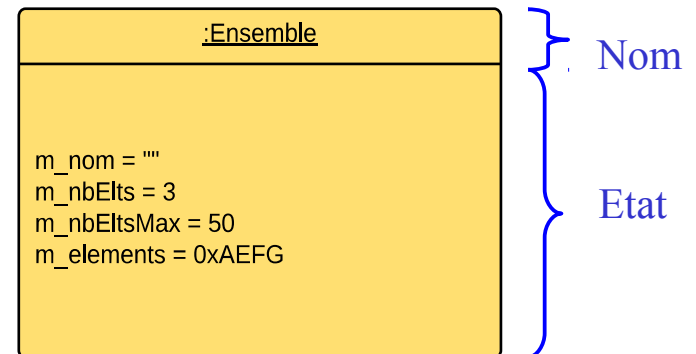 :Ensemble
Nom
m_nom = ""
m_nbElts = 3
m_nbEltsMax = 50
m_elements = 0xAEFG
Etat